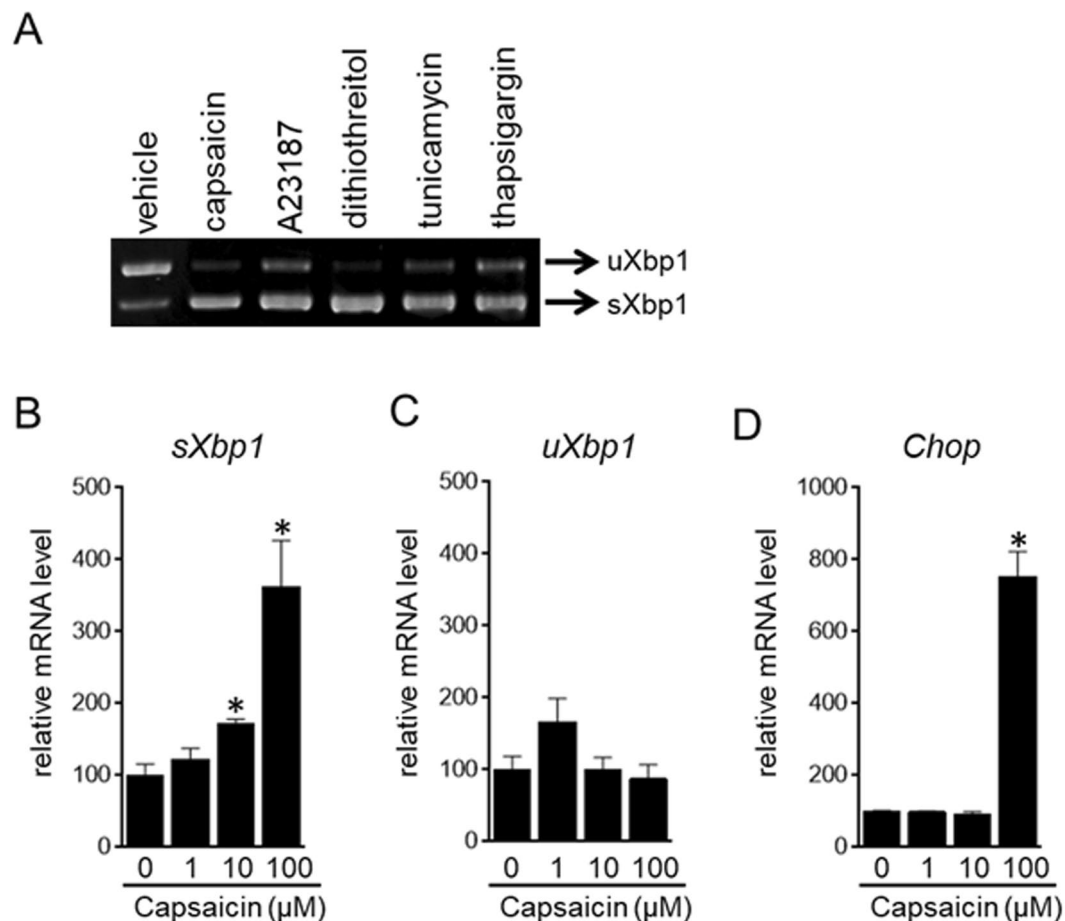 A
vehicle
capsaicin
A23187
dithiothreitol
tunicamycin
thapsigargin
uXbp1
sXbp1
B
sXbp1
relative mRNA level
500
400
300
200
100
0
*
*
0 1 10 100
Capsaicin (µM)
C
uXbp1
relative mRNA level
500
400
300
200
100
0
0 1 10 100
Capsaicin (µM)
D
Chop
relative mRNA level
1000
800
600
400
200
0
*
0 1 10 100
Capsaicin (µM)